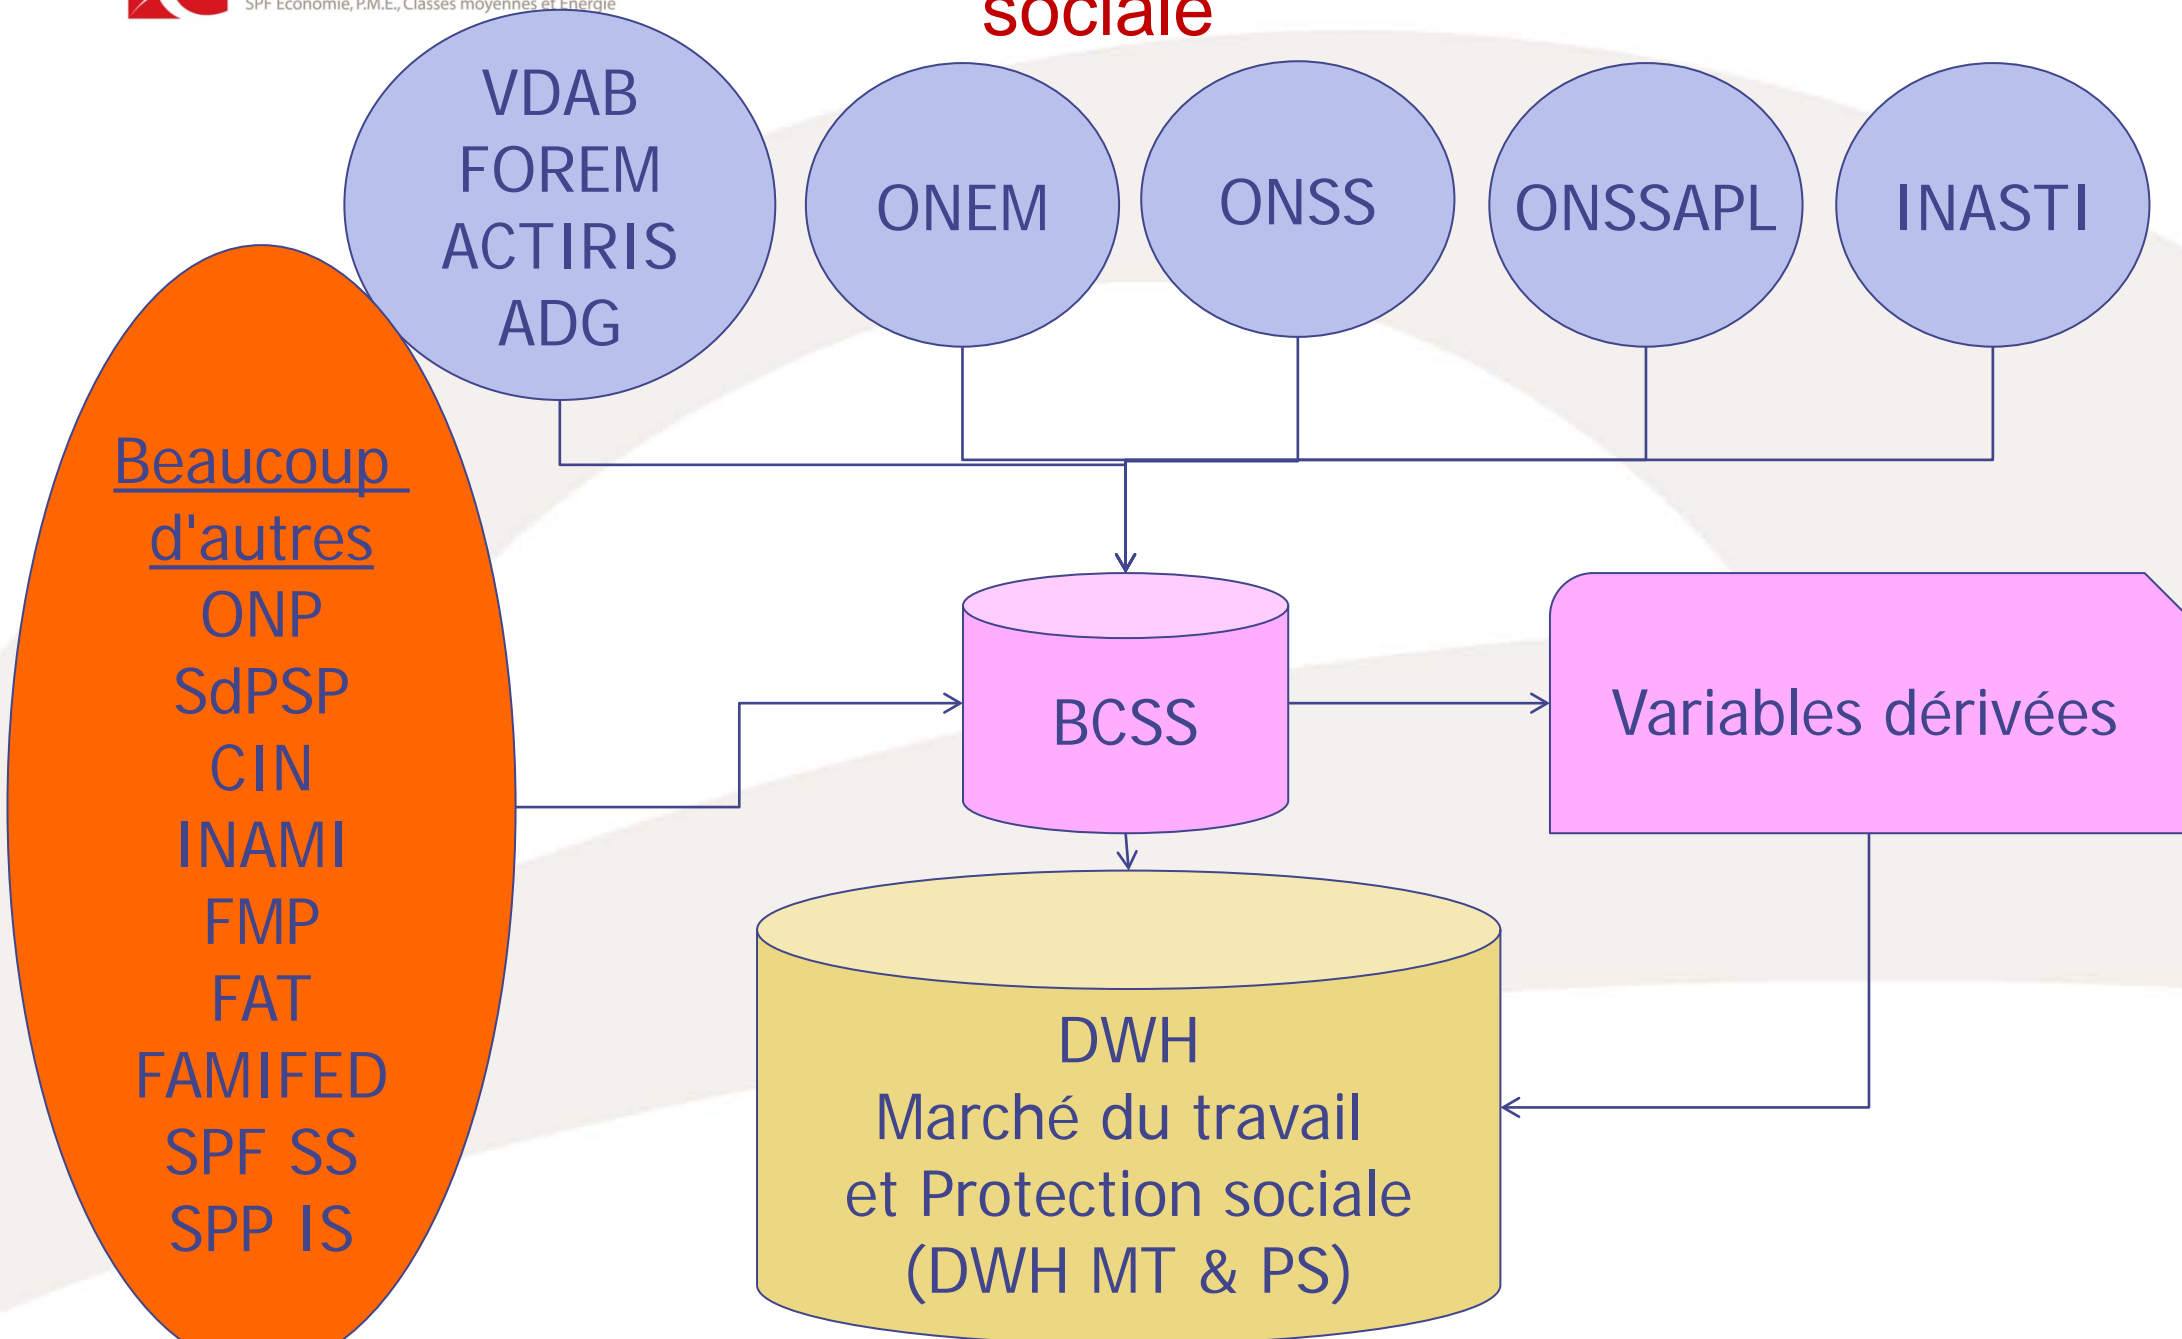 SPF Economie, P.M.E., Classes moyennes et Energie
sociale
VDAB
FOREM
ACTIRIS
ADG
ONEM
ONSS
ONSSAPL
INASTI
Beaucoup
d'autres
ONP
SdPSP
CIN
INAMI
FMP
FAT
FAMIFED
SPF SS
SPP IS
BCSS
Variables dérivées
DWH
Marché du travail
et Protection sociale
(DWH MT & PS)